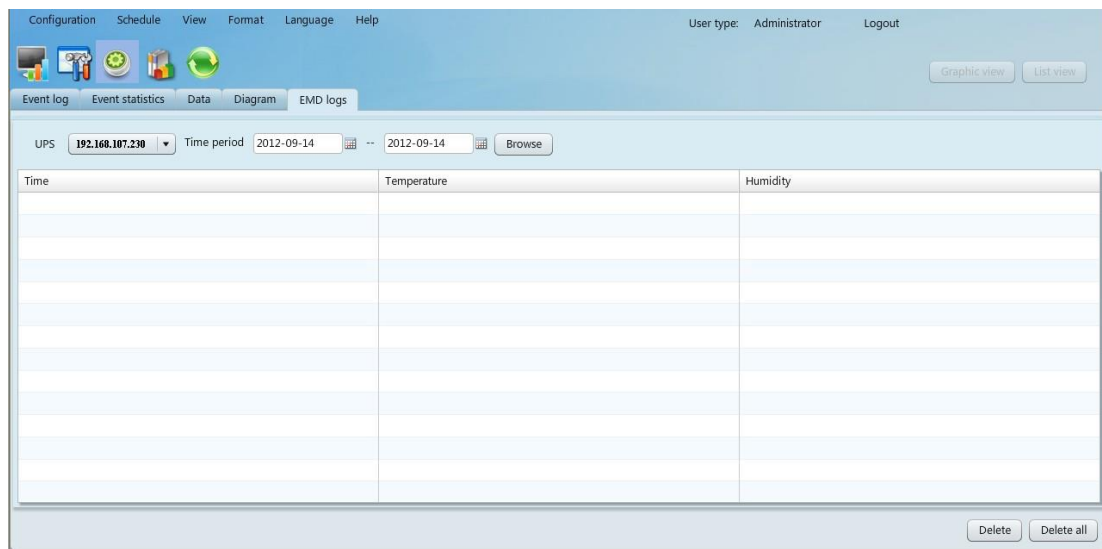 Configuration Schedule View Format Language Help User type: Administrator Logout
Graphic view List view
Event log Event statistics Data Diagram EMD logs
UPS 192.168.107.230 Time period 2012-09-14 -- 2012-09-14 Browse
Time Temperature Humidity
Delete Delete all